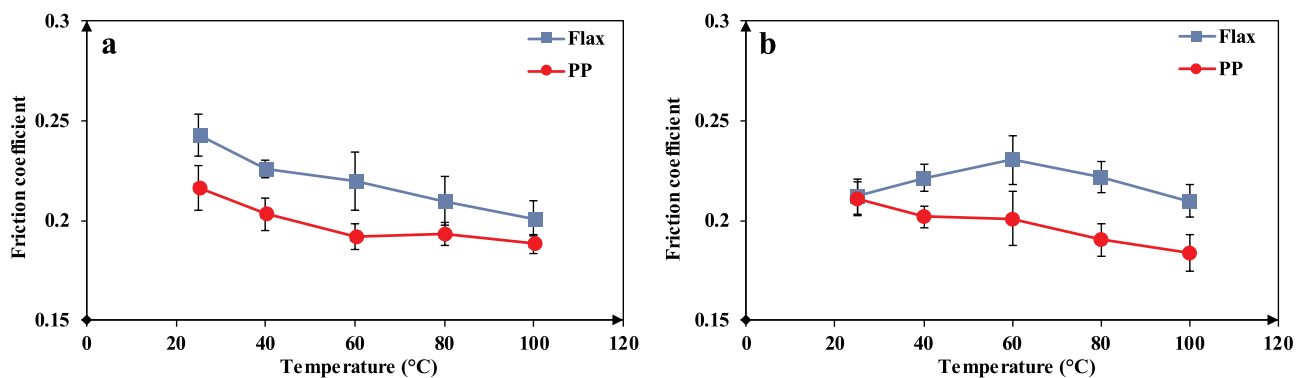 a
Flax
PP
0.3
0.25
0.2
0.15
Friction coefficient
0 20 40 60 80 100 120
Temperature (°C)
b
Flax
PP
0.3
0.25
0.2
0.15
Friction coefficient
0 20 40 60 80 100 120
Temperature (°C)